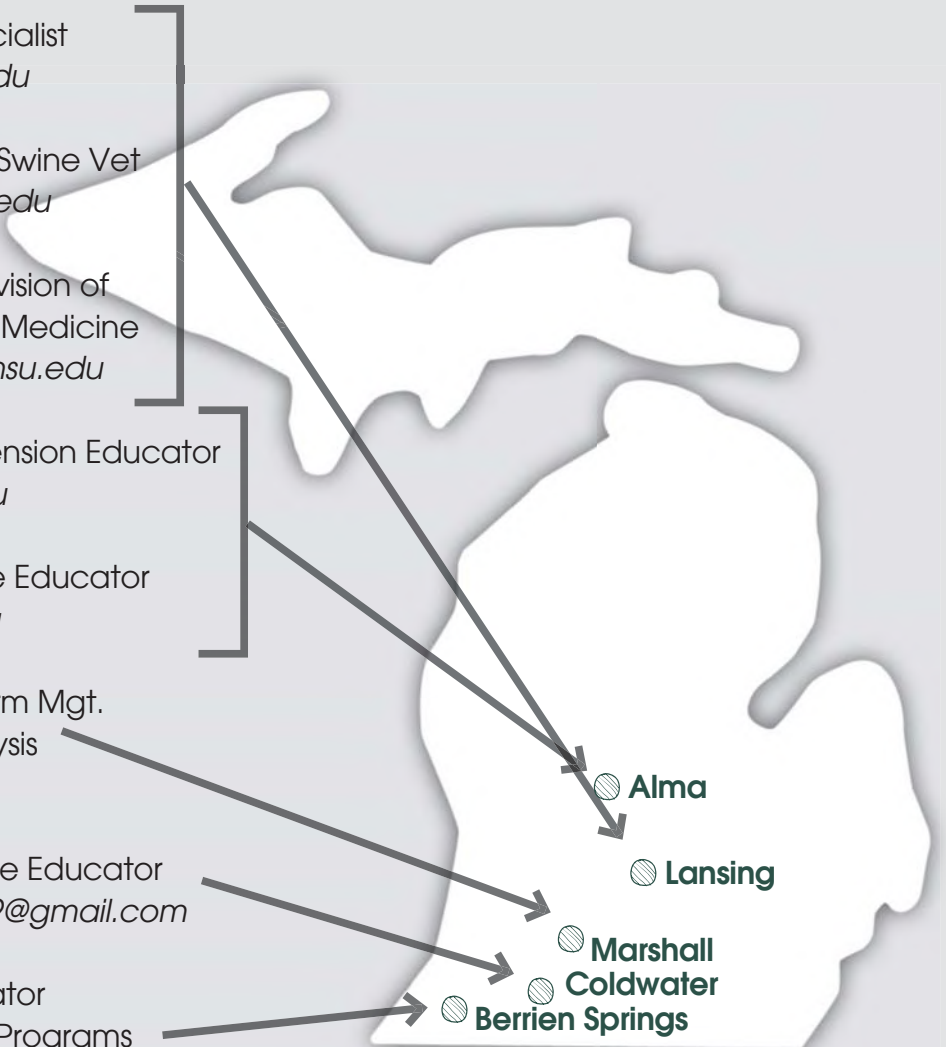 cialist
du
Swine Vet
edu
vision of
Medicine
nsu.edu
ension Educator
u
e Educator
rm Mgt.
ysis
e Educator
@gmail.com
ator
Programs
Alma
Lansing
Marshall
Coldwater
Berrien Springs